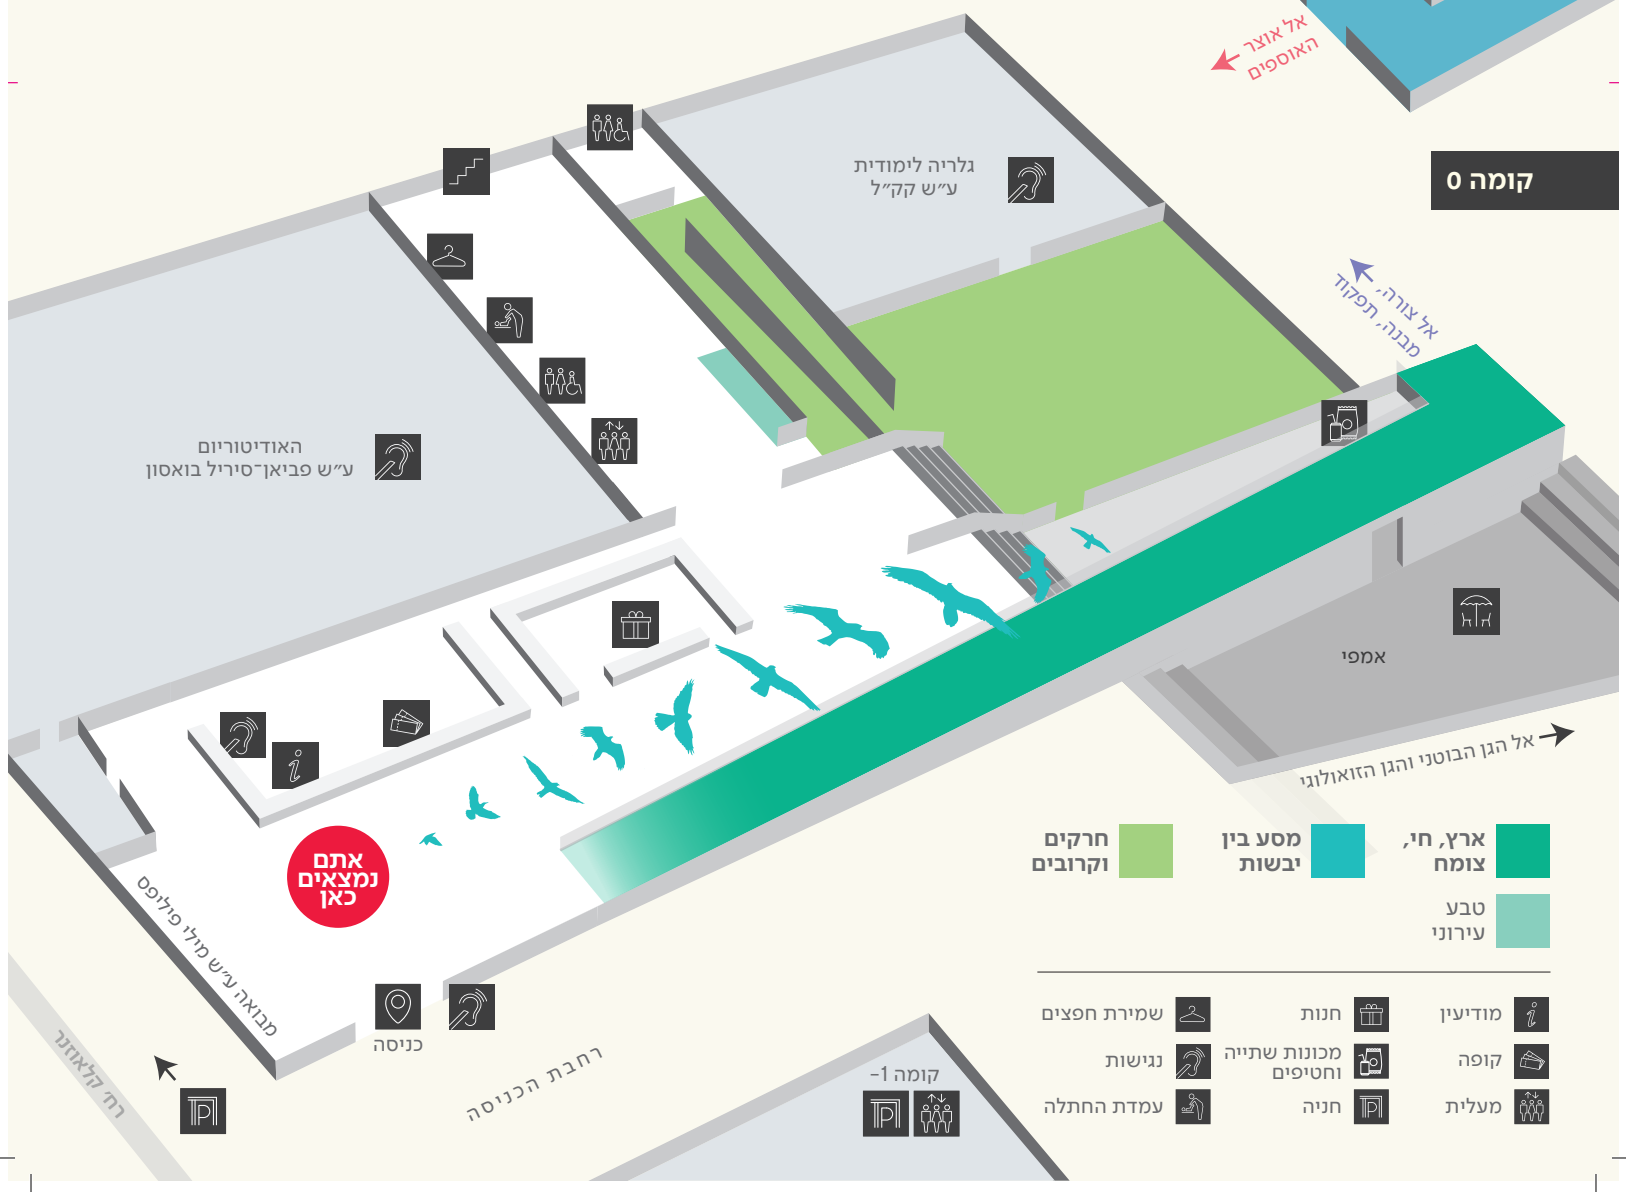 אל אוצר
האוספים
קומה 0
גלריה לימודית
ע״ש קק״ל
אל צורה,
מבנה, תפקוד
האודיטוריום
ע״ש פביאן־סיריל בואסון
אמפי
אל הגן הבוטני והגן הזואולוגי
אתם
נמצאים
כאן
מבואה ע״ש מילי פיליפס
רח׳ קלאוזנר
כניסה
רחבת הכניסה
קומה 1-
ארץ, חי,
צומח
מסע בין
יבשות
חרקים
וקרובים
טבע
עירוני
מודיעין
חנות
שמירת חפצים
קופה
מכונות שתייה
וחטיפים
נגישות
מעלית
חניה
עמדת החתלה